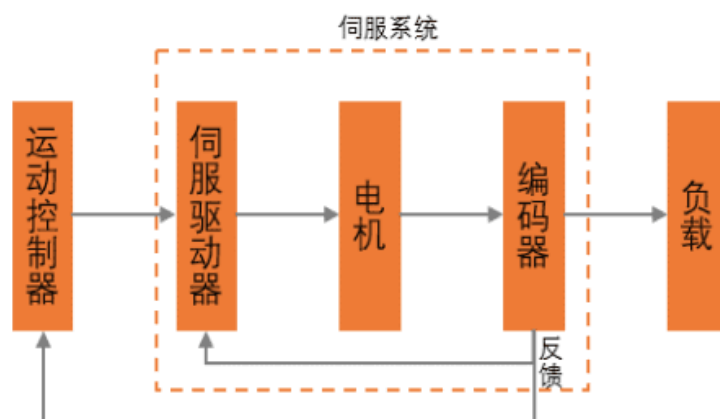 伺服系统
运动控制器
伺服驱动器
电机
编码器
负载
反馈